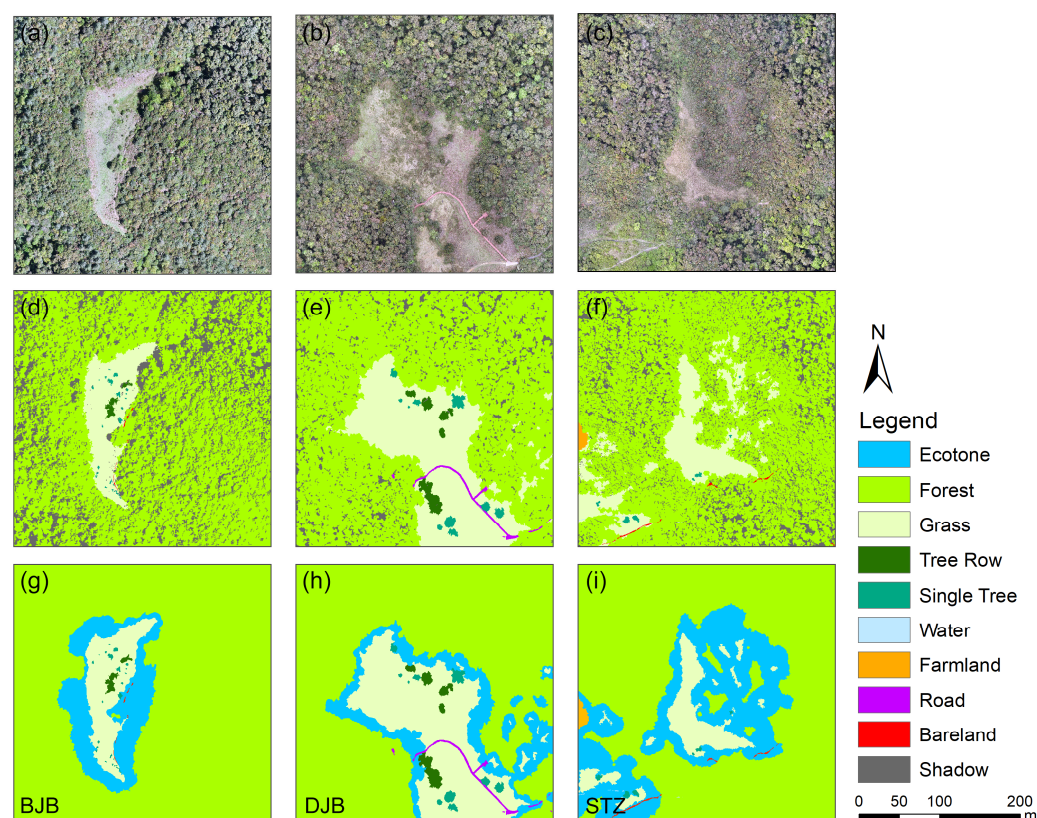 (a)
(b)
(c)
(d)
(e)
(f)
(g)
BJB
(h)
DJB
(i)
STZ
N
Legend
Ecotone
Forest
Grass
Tree Row
Single Tree
Water
Farmland
Road
Bareland
Shadow
0 50 100 200
m